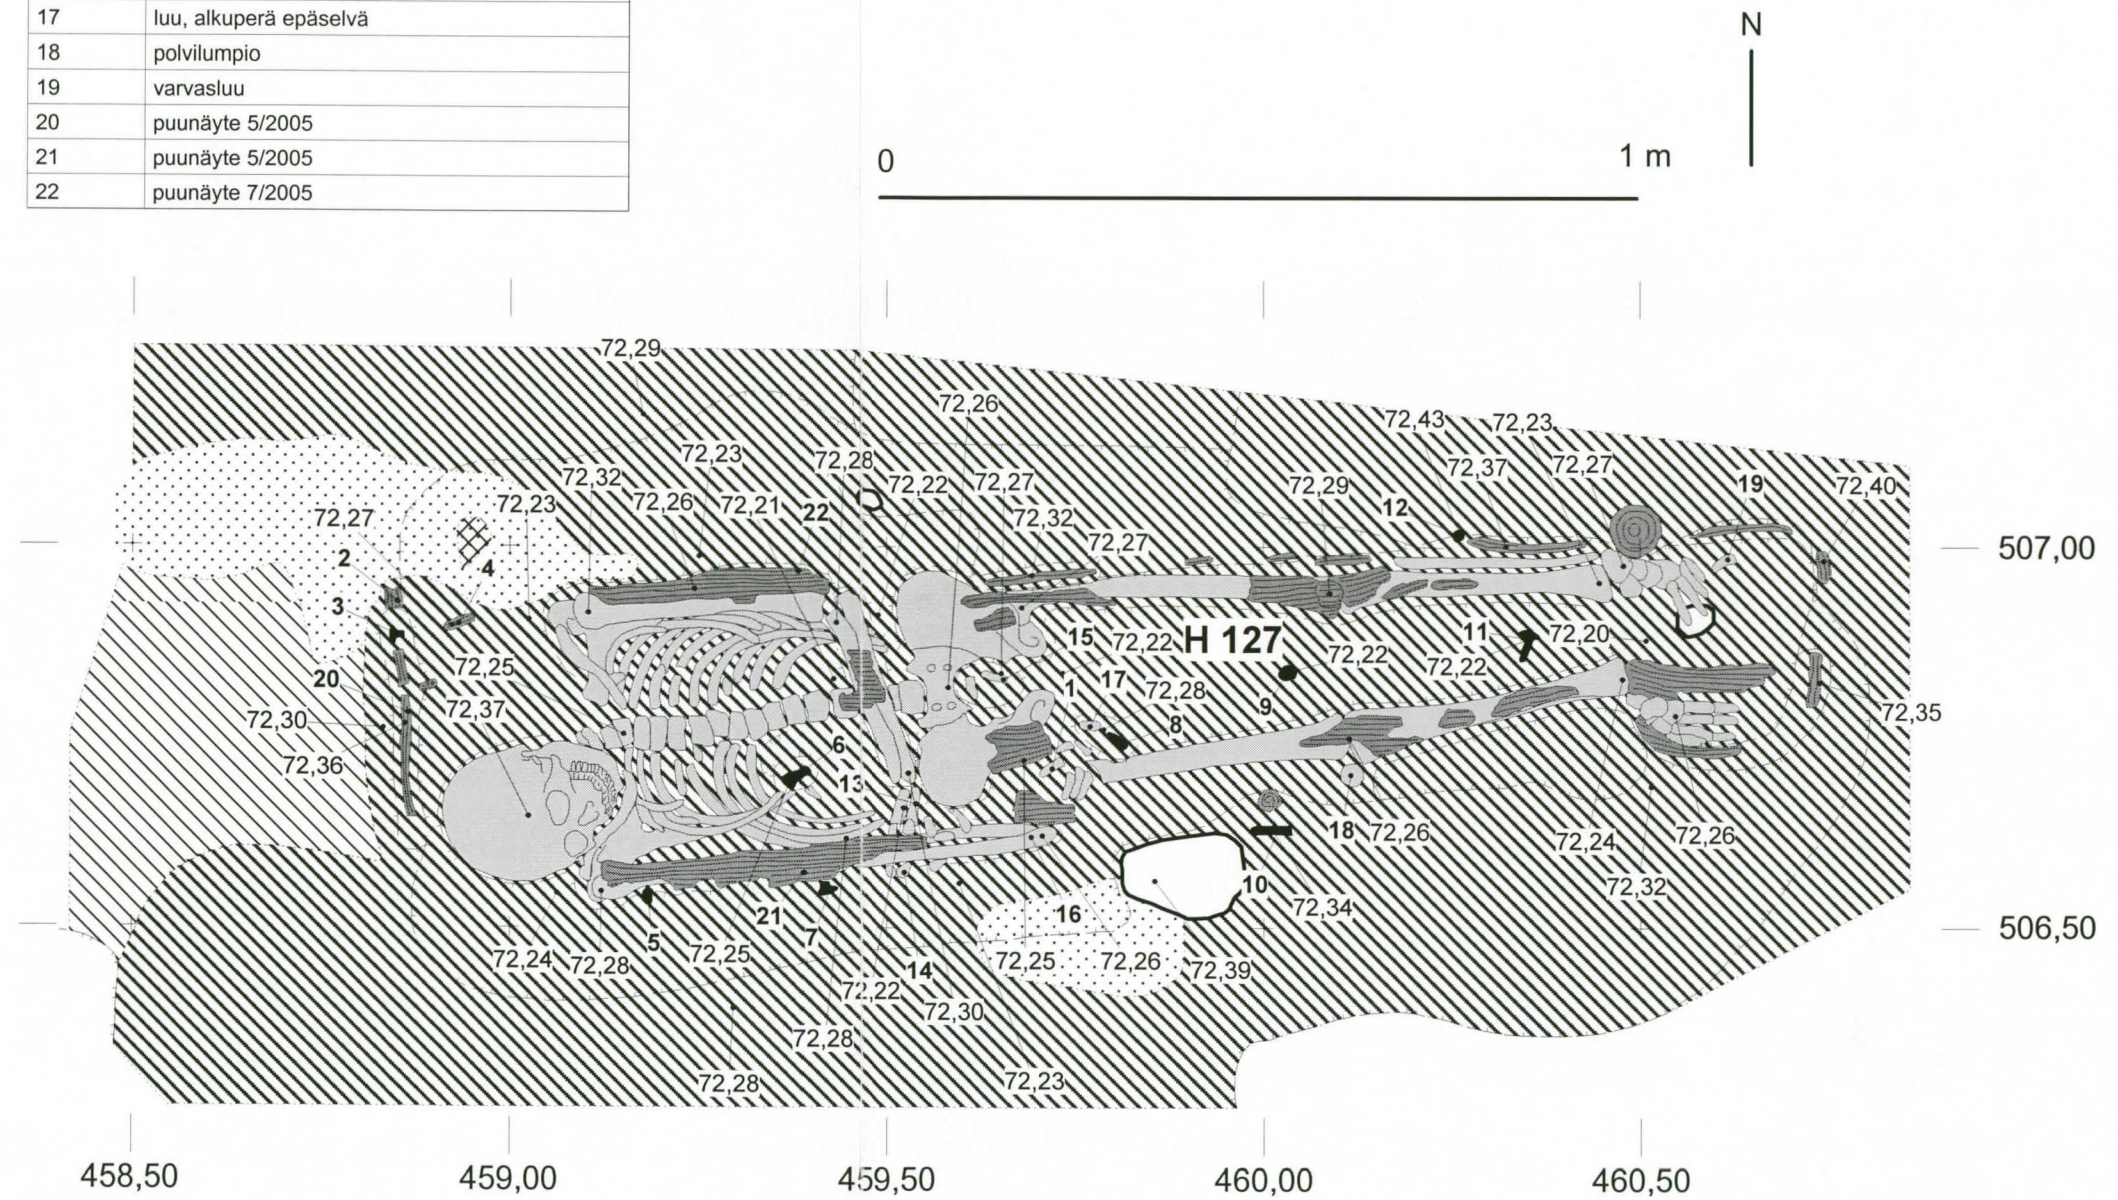 17 luu, alkuperä epäselvä
18 polvilumpio
19 varvasluu
20 puunäyte 5/2005
21 puunäyte 5/2005
22 puunäyte 7/2005
N
0 1 m
72,29
72,26
72,43 72,23
72,23 72,28 72,37 72,27
72,32 72,22 72,27 72,29 19 72,40
72,23 72,26 72,21 22 72,32 12
72,27 72,27
507,00
2 4
3 15 72,22 H 127 11 72,20
72,25 72,22 72,22
20 1 17
72,30 72,37 72,28 9 72,35
8
72,36 6
13
18 72,26 72,24 72,26
10 72,32
21 16 72,34
506,50
5 7
72,24 72,28 72,25 14 72,25 72,26 72,39
72,22
72,30
72,28
72,28 72,23
458,50 459,00 459,50 460,00 460,50